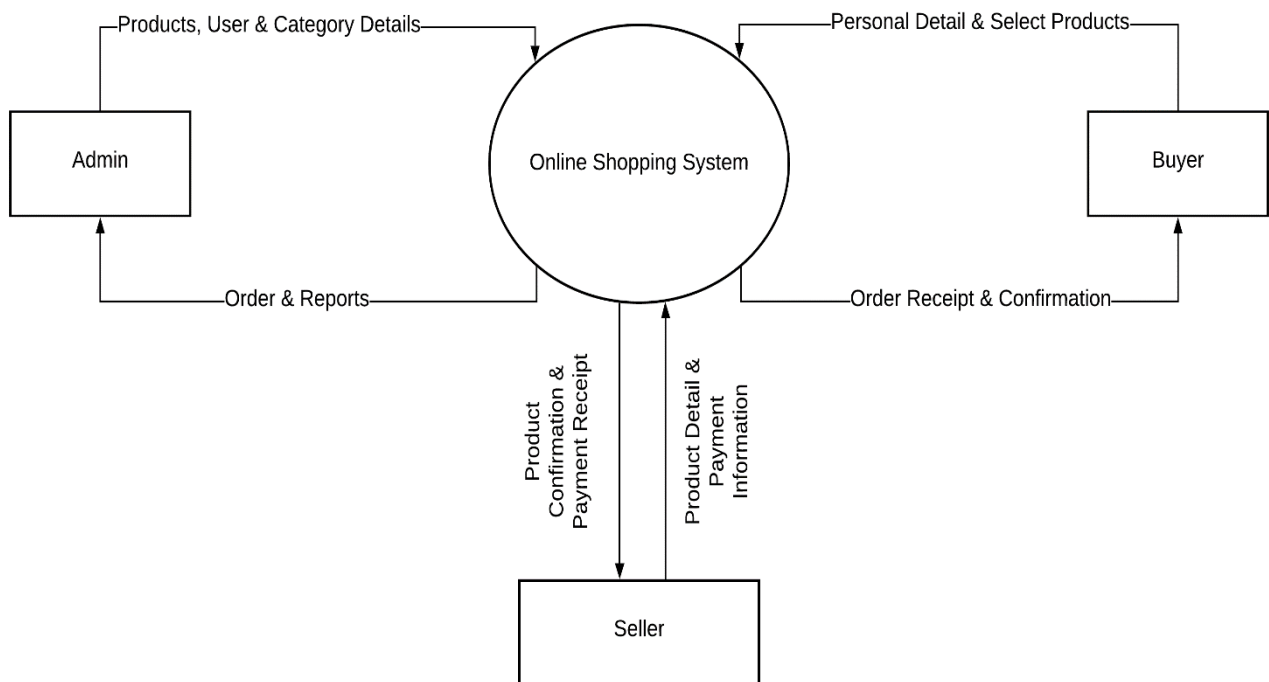 Products, User & Category Details
Personal Detail & Select Products
Admin
Online Shopping System
Buyer
Order & Reports
Order Receipt & Confirmation
Product
Confirmation &
Payment Receipt
Product Detail &
Payment
Information
Seller